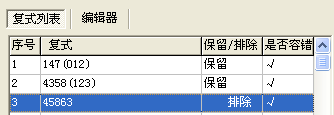 复式列表 编辑器
序号 复式 保留/排除 是否容错
1 147(012) 保留 √
2 4358(123) 保留 √
3 45863 排除 √